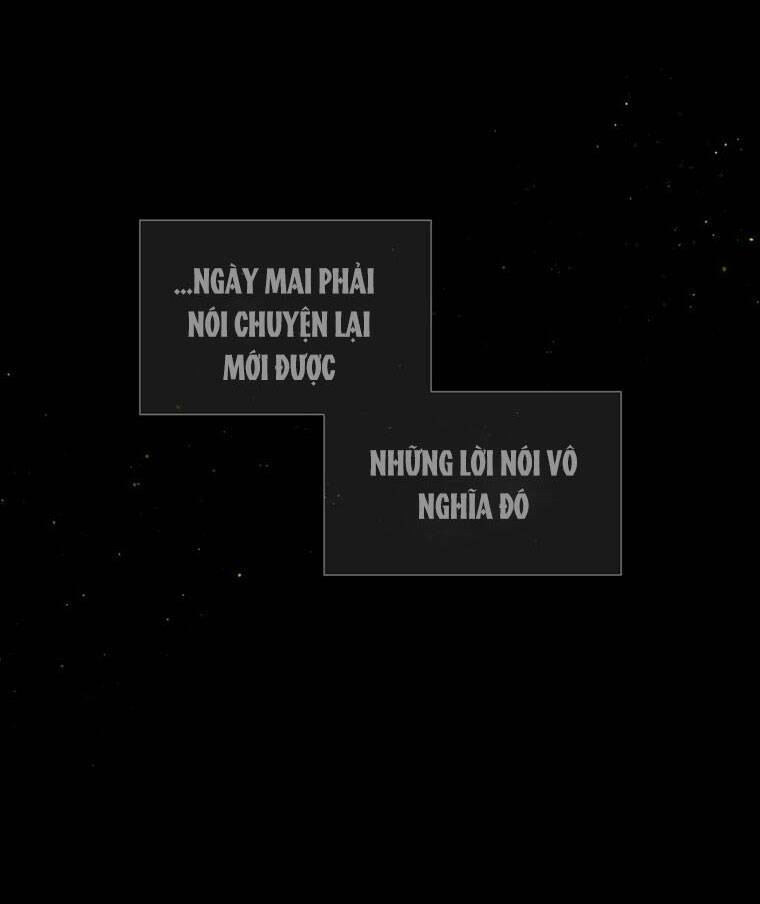 ...NGÀY MAI PHẢI
NÓI CHUYỆN LẠI
MỚI ĐƯỢC
NHỮNG LỜI NÓI VÔ
NGHĨA ĐÓ